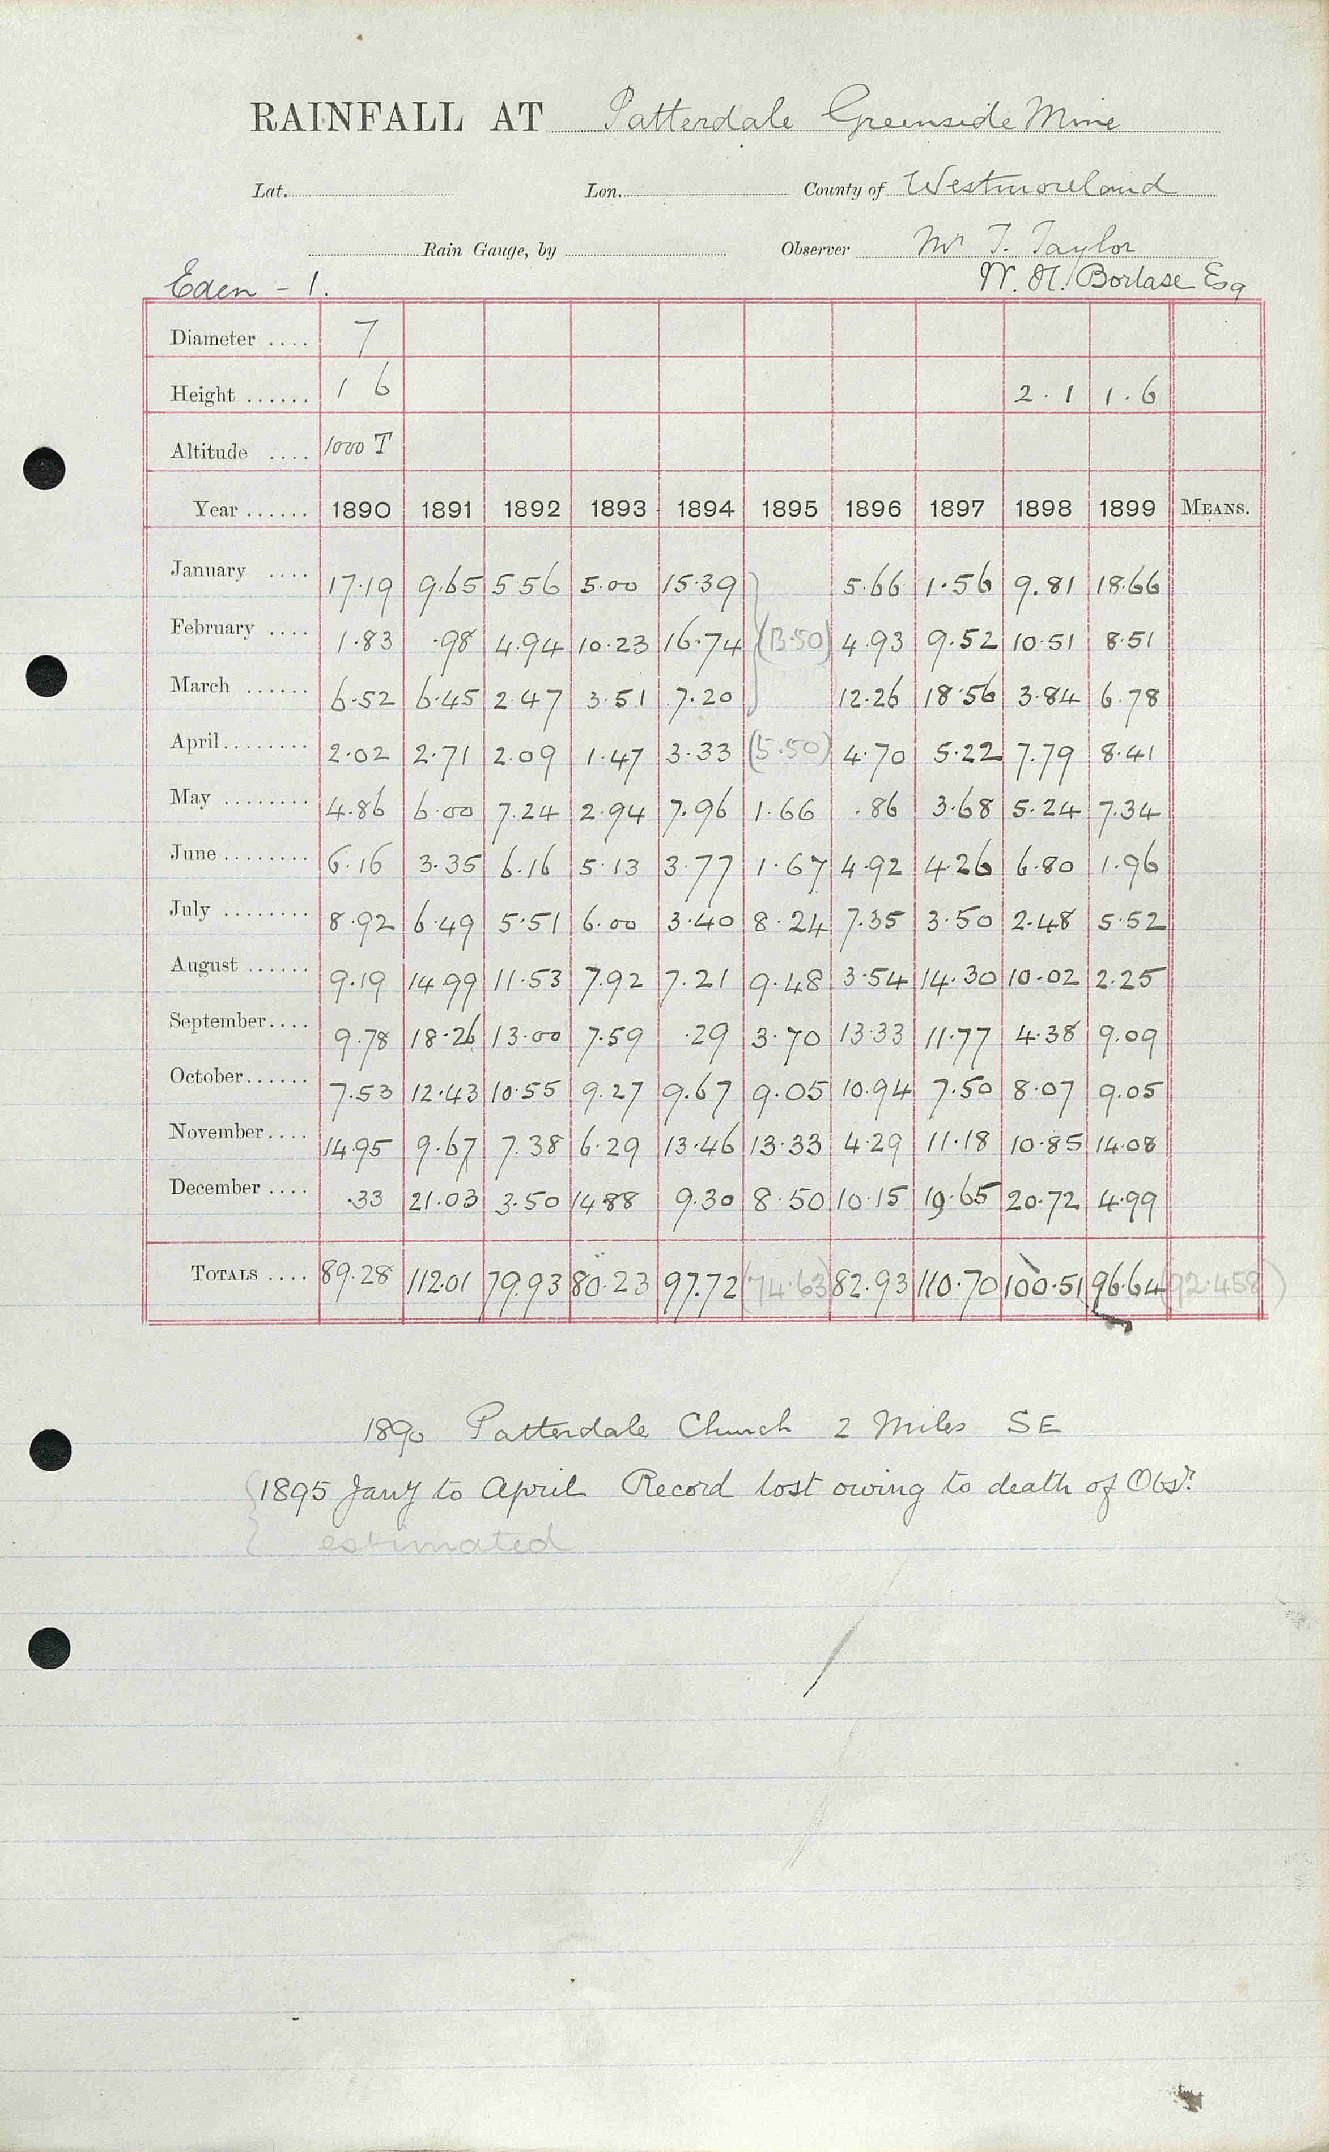 RAINFALL AT Patterdale Greenside Mine
Lat. Lon. County of Westmoreland
Rain Gauge, by Observer Mr T. Taylor
Eden - 1. W. H. Borlase Esq
Diameter .... 7
Height ...... 1 6 2.1 1.6
Altitude .... 1000 T
Year ...... 1890 1891 1892 1893 1894 1895 1896 1897 1898 1899 MEANS.
January .... 17.19 9.65 5.56 5.00 15.39 5.66 1.56 9.81 18.66
February .... 1.83 .98 4.94 10.23 16.74 (13.50) 4.93 9.52 10.51 8.51
March ...... 6.52 6.45 2.47 3.51 7.20 12.26 18.56 3.84 6.78
April ........ 2.02 2.71 2.09 1.47 3.33 (5.50) 4.70 5.22 7.79 8.41
May ........ 4.86 6.00 7.24 2.94 7.96 1.66 .86 3.68 5.24 7.34
June ........ 6.16 3.35 6.16 5.13 3.77 1.67 4.92 4.26 6.80 1.96
July ........ 8.92 6.49 5.51 6.00 3.40 8.24 7.35 3.50 2.48 5.52
August ...... 9.19 14.99 11.53 7.92 7.21 9.48 3.54 14.30 10.02 2.25
September .... 9.78 18.26 13.00 7.59 .29 3.70 13.33 11.77 4.38 9.09
October ...... 7.53 12.43 10.55 9.27 9.67 9.05 10.94 7.50 8.07 9.05
November .... 14.95 9.67 7.38 6.29 13.46 13.33 4.29 11.18 10.85 14.08
December .... .33 21.03 3.50 14.88 9.30 8.50 10.15 19.65 20.72 4.99
TOTALS .... 89.28 112.01 79.93 80.23 97.72 (74.63) 82.93 110.70 100.51 96.64 (92.458)
1890 Patterdale Church 2 Miles SE
1895 Jany to April Record lost owing to death of Obsr.
estimated